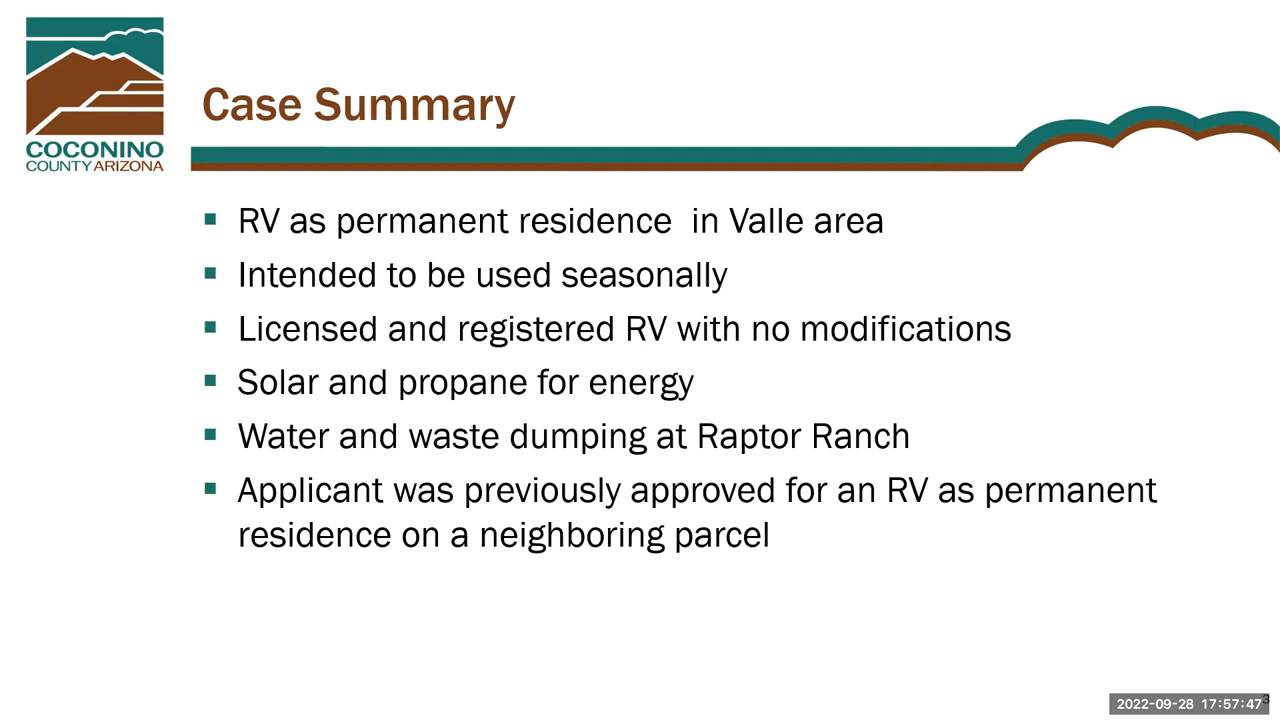 COCONINO
COUNTY ARIZONA
Case Summary
▪ RV as permanent residence  in Valle area
▪ Intended to be used seasonally
▪ Licensed and registered RV with no modifications
▪ Solar and propane for energy
▪ Water and waste dumping at Raptor Ranch
▪ Applicant was previously approved for an RV as permanent
residence on a neighboring parcel
2022-09-28 17:57:47
3